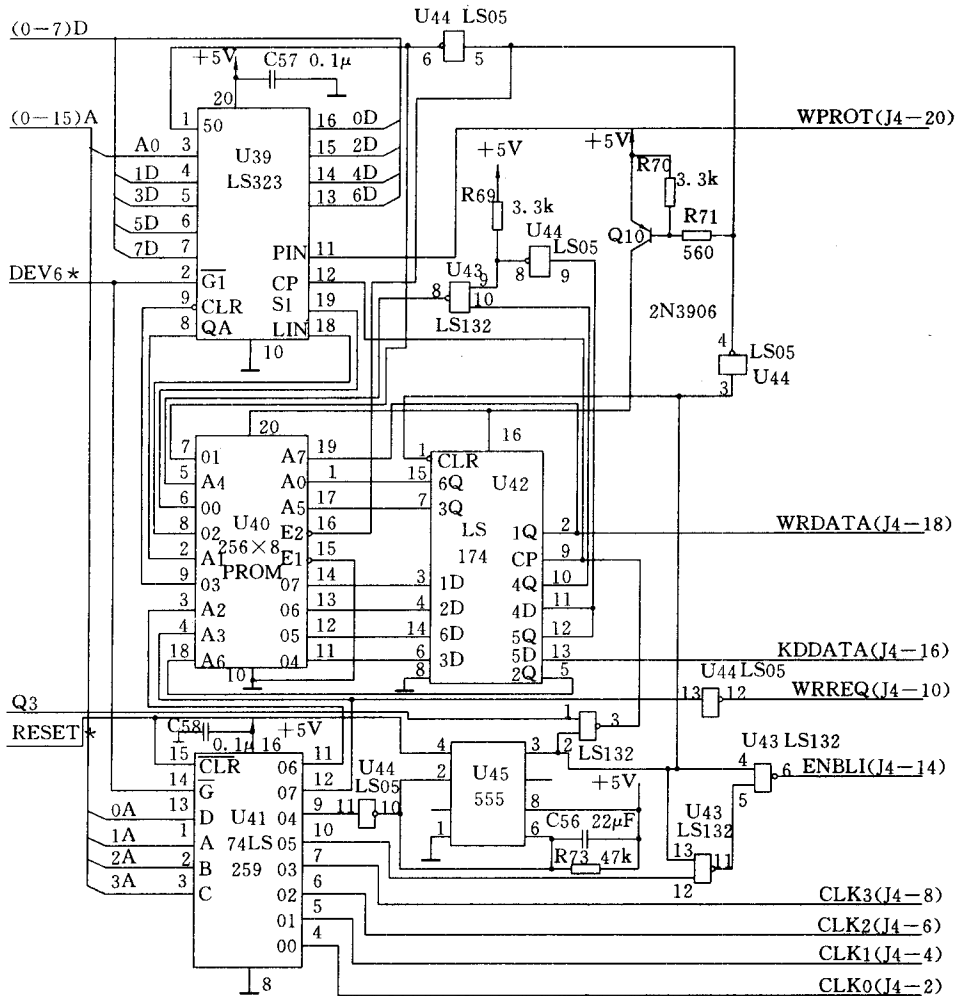 U44 LS05
(0—7)D
6 5
+5V
C57 0.1μ
20
(0—15)A
WPROT(J4—20)
1 50 16 0D
+5V
A0 3 U39 15 2D
R70
1D 4 LS323 14 4D
+5V
3.3k
3D 5 13 6D
R69
5D 6
3.3k
R71
7D 7
U44
Q10
560
PIN 11
LS05
DEV6*
2 G1 CP 12
U43
8 9
9 CLR S1 19
8 9
10
2N3906
8 QA LIN 18
LS132
10
4
LS05
U44
3
20 16
7 01 A7 19
1 CLR
5 A4 A0 1
15 6Q U42
6 00 A5 17
7 3Q
8 02 U40 E2 16
LS 1Q 2
WRDATA(J4—18)
2 A1 256×8 E1 15
174 CP 9
9 03 PROM 07 14
3 1D 4Q 10
3 A2 06 13
4 2D 4D 11
4 A3 05 12
14 6D 5Q 12
18 A6 04 11
6 3D 5D 13
KDDATA(J4—16)
10
8 2Q 5
U44 LS05
13 12
WRREQ(J4—10)
Q3
RESET*
C58
0.1μ
16
+5V
1
3
2
LS132
15 CLR 06 11
4 3
U43 LS132
14 G 07 12
U44
2 U45
+5V
4
6
ENBLI(J4—14)
0A 13 D U41 04 9
LS05
11 10
555
8
5
1A 1 A 74LS 05 10
1 6
C56 22μF
U43
LS132
2A 2 B 259 03 7
R73 47k
13
11
3A 3 C 02 6
12
CLK3(J4—8)
01 5
CLK2(J4—6)
00 4
CLK1(J4—4)
8
CLK0(J4—2)